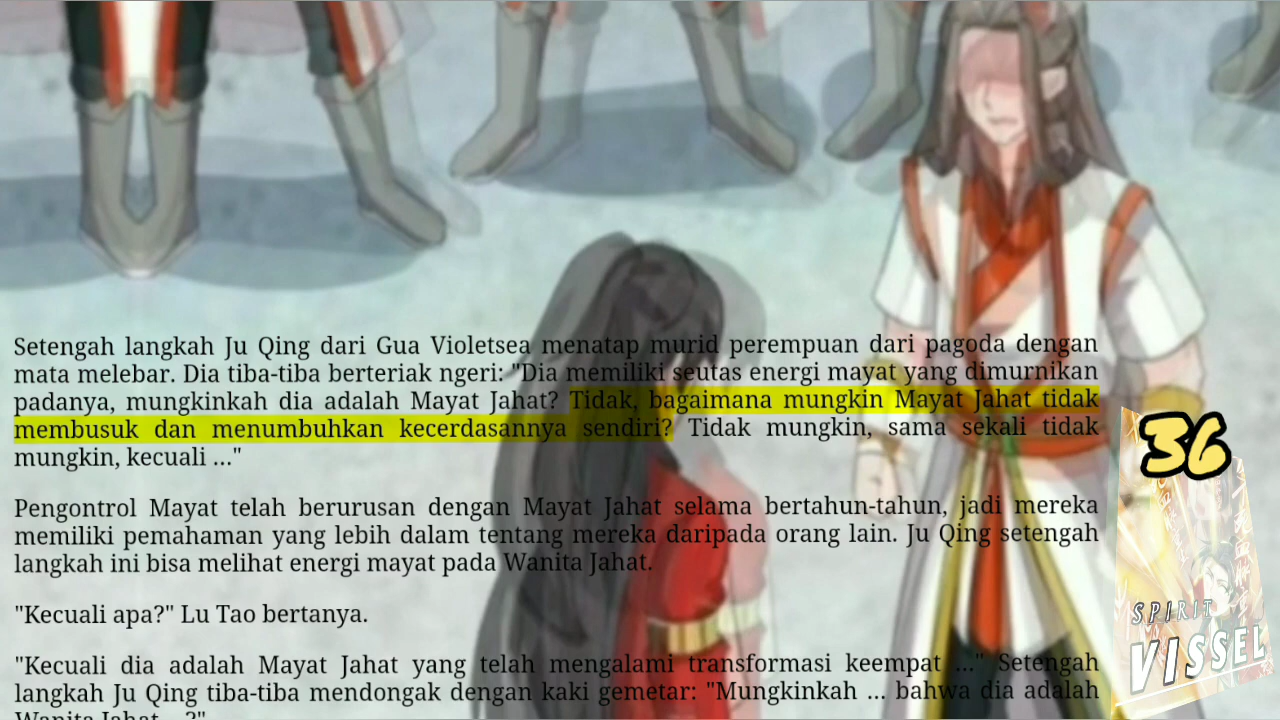 Setengah langkah Ju Qing dari Gua Violetsea menatap murid perempuan dari pagoda dengan
mata melebar. Dia tiba-tiba berteriak ngeri: "Dia memiliki seutas energi mayat yang dimurnikan
padanya, mungkinkah dia adalah Mayat Jahat? Tidak, bagaimana mungkin Mayat Jahat tidak
membusuk dan menumbuhkan kecerdasannya sendiri? Tidak mungkin, sama sekali tidak
mungkin, kecuali ..."
Pengontrol Mayat telah berurusan dengan Mayat Jahat selama bertahun-tahun, jadi mereka
memiliki pemahaman yang lebih dalam tentang mereka daripada orang lain. Ju Qing setengah
langkah ini bisa melihat energi mayat pada Wanita Jahat.
"Kecuali apa?" Lu Tao bertanya.
"Kecuali dia adalah Mayat Jahat yang telah mengalami transformasi keempat ..." Setengah
langkah Ju Qing tiba-tiba mendongak dengan kaki gemetar: "Mungkinkah ... bahwa dia adalah
Wanita Jahat ...?"
36
SPIRIT
VISSEL